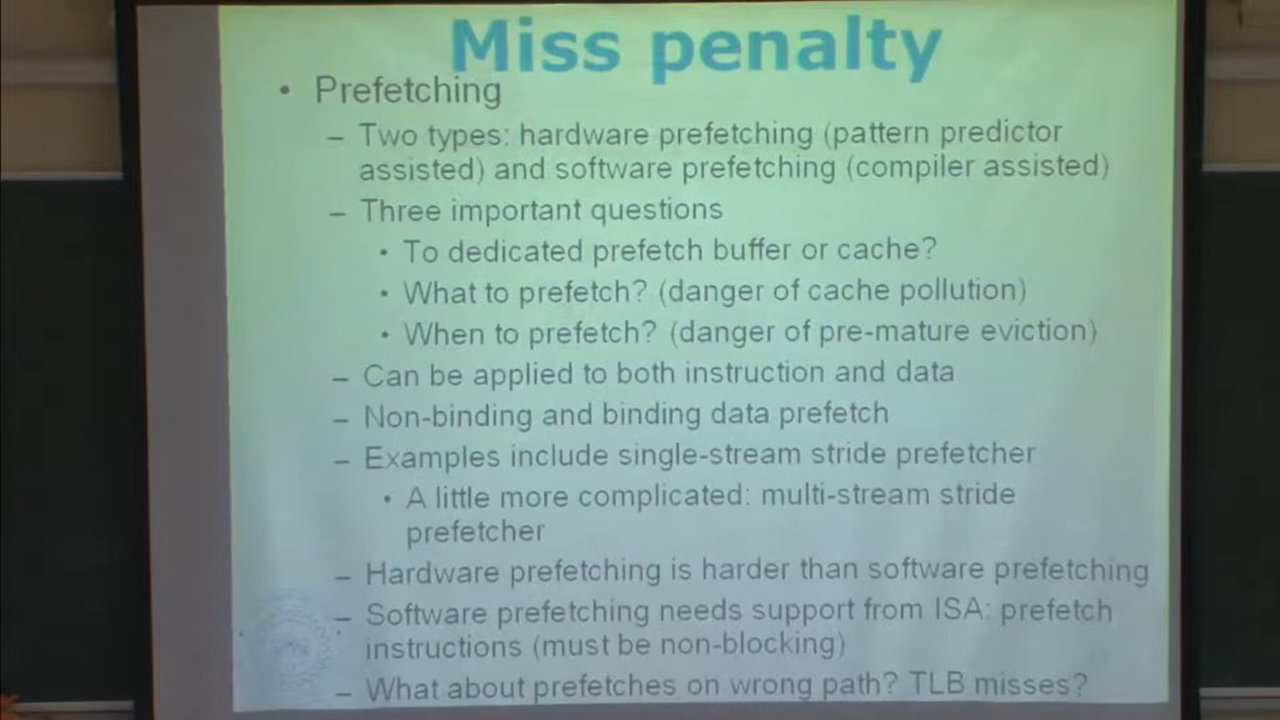 Miss penalty
• Prefetching
– Two types: hardware prefetching (pattern predictor
assisted) and software prefetching (compiler assisted)
– Three important questions
• To dedicated prefetch buffer or cache?
• What to prefetch? (danger of cache pollution)
• When to prefetch? (danger of pre-mature eviction)
– Can be applied to both instruction and data
– Non-binding and binding data prefetch
– Examples include single-stream stride prefetcher
• A little more complicated: multi-stream stride
prefetcher
– Hardware prefetching is harder than software prefetching
– Software prefetching needs support from ISA: prefetch
instructions (must be non-blocking)
– What about prefetches on wrong path? TLB misses?